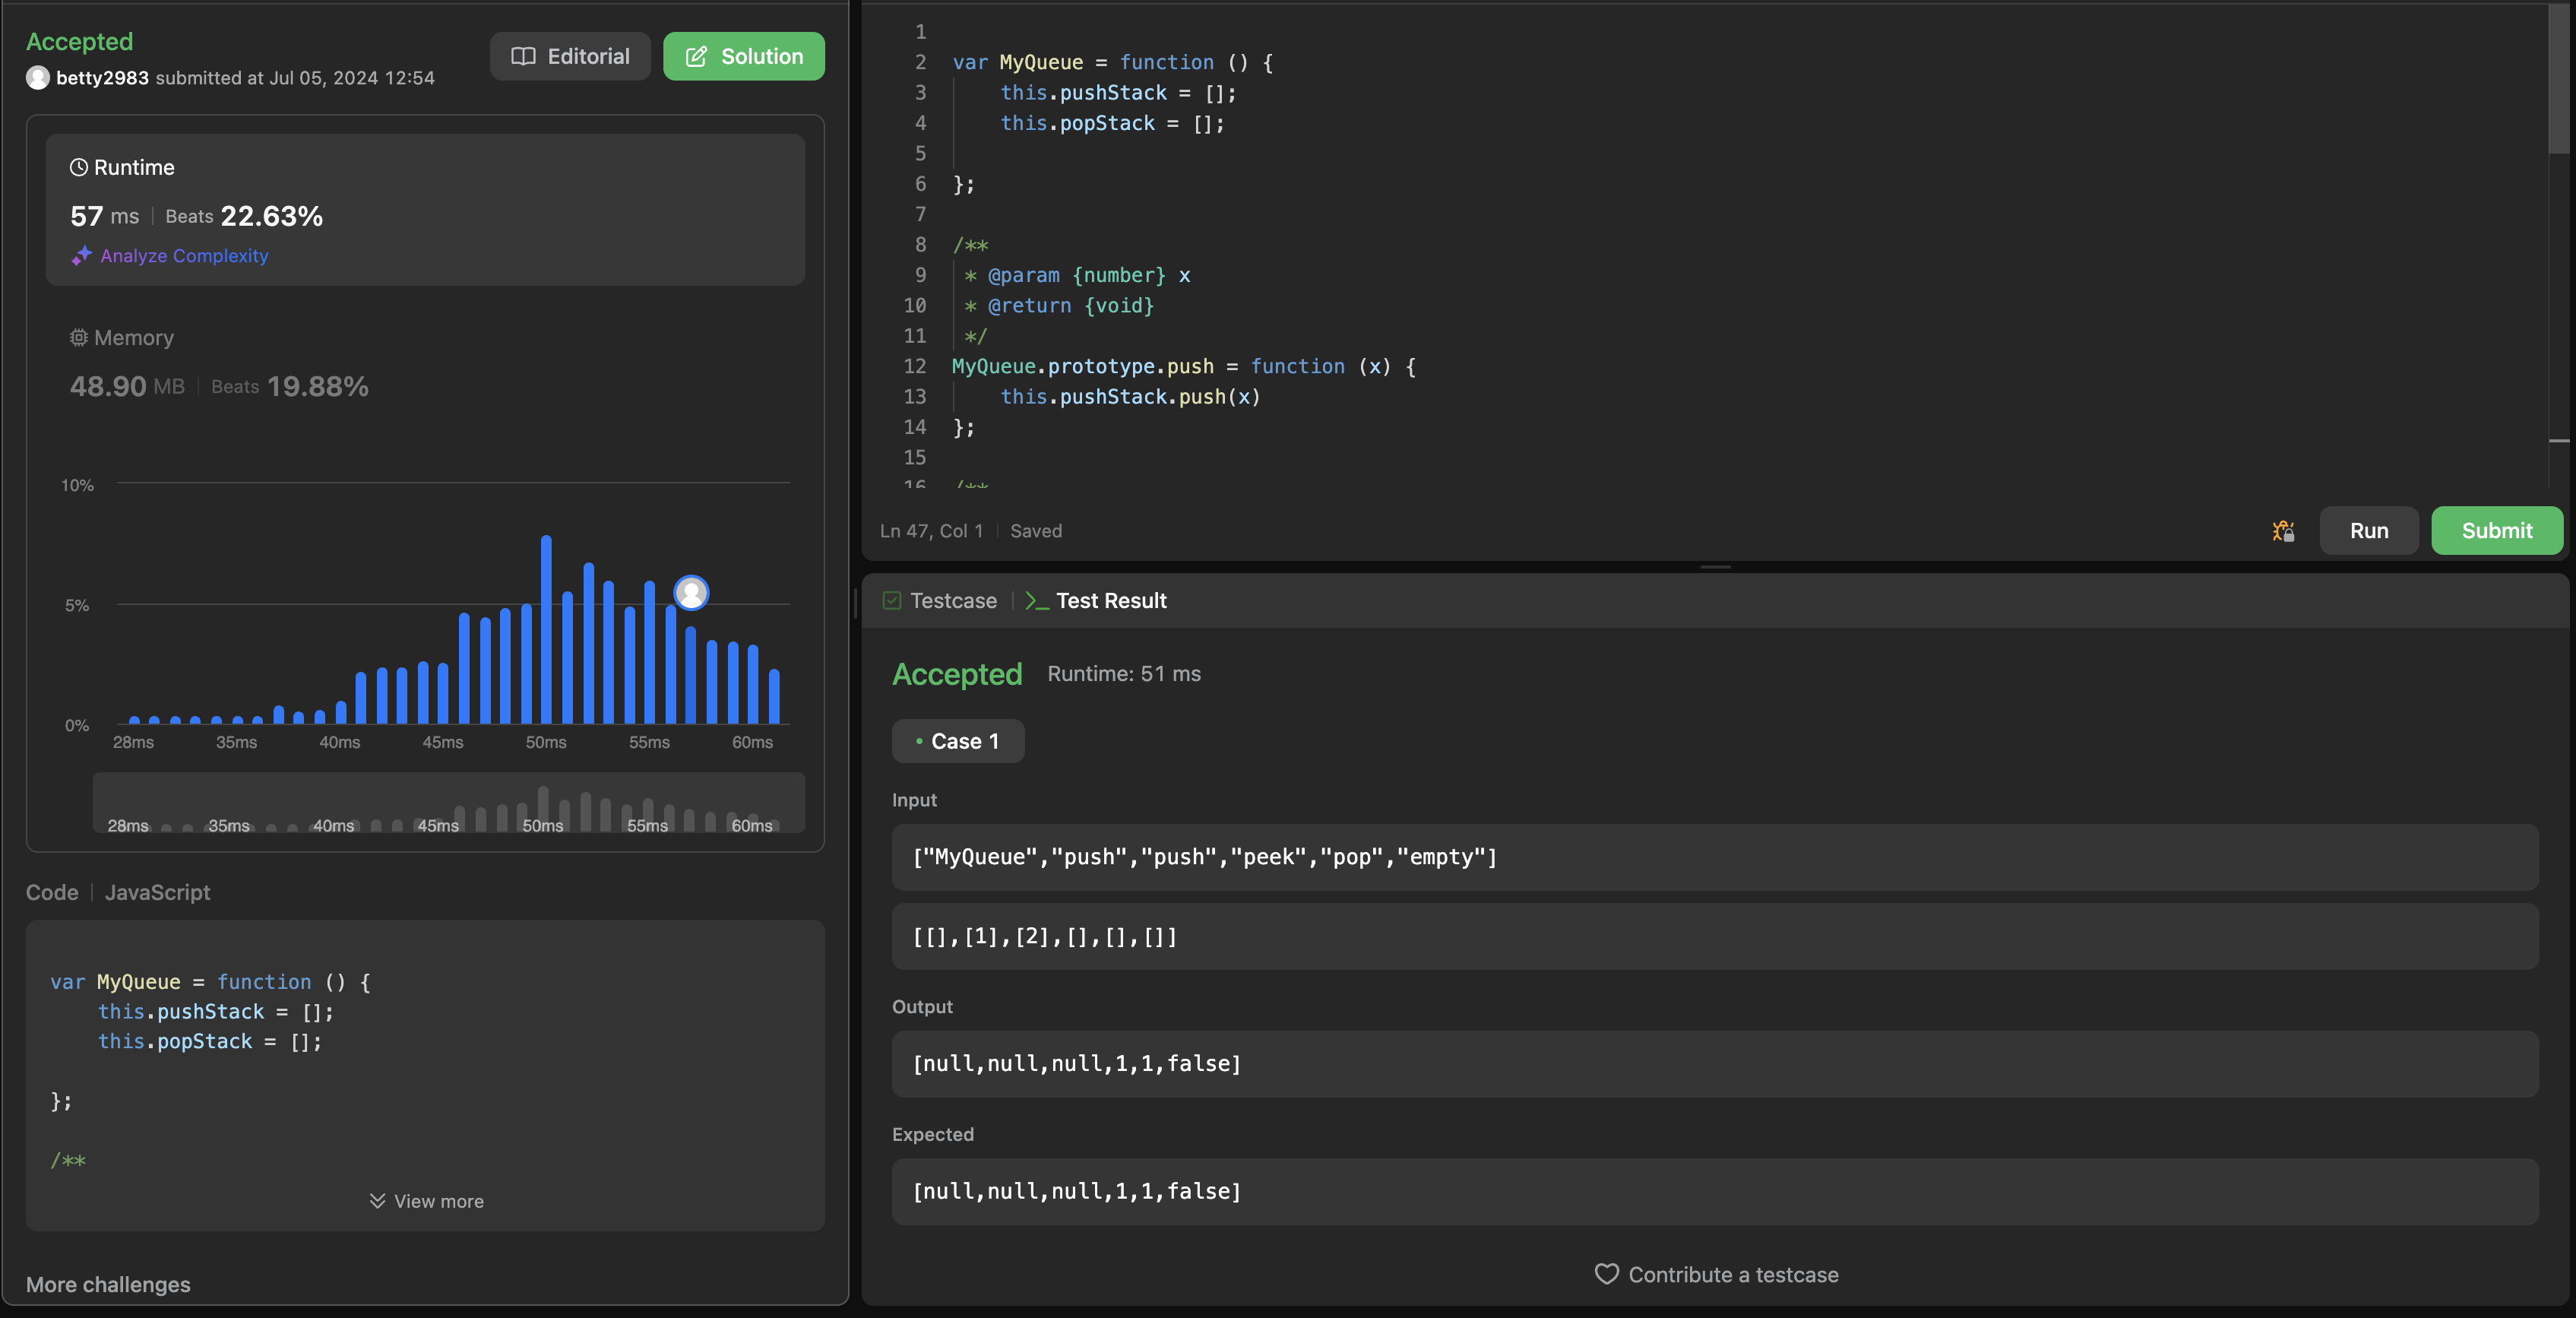 Accepted
betty2983 submitted at Jul 05, 2024 12:54
Editorial
Solution
Runtime
57 ms | Beats 22.63%
Analyze Complexity
Memory
48.90 MB | Beats 19.88%
10%
5%
0%
28ms 35ms 40ms 45ms 50ms 55ms 60ms
28ms 35ms 40ms 45ms 50ms 55ms 60ms
Code | JavaScript
var MyQueue = function () {
    this.pushStack = [];
    this.popStack = [];
};
/**
View more
More challenges
1
2 var MyQueue = function () {
3     this.pushStack = [];
4     this.popStack = [];
5
6 };
7
8 /**
9  * @param {number} x
10  * @return {void}
11  */
12 MyQueue.prototype.push = function (x) {
13     this.pushStack.push(x)
14 };
15
16 /**
Ln 47, Col 1 | Saved
Run
Submit
Testcase | >_ Test Result
Accepted Runtime: 51 ms
• Case 1
Input
["MyQueue","push","push","peek","pop","empty"]
[[],[1],[2],[],[],[]]
Output
[null,null,null,1,1,false]
Expected
[null,null,null,1,1,false]
Contribute a testcase